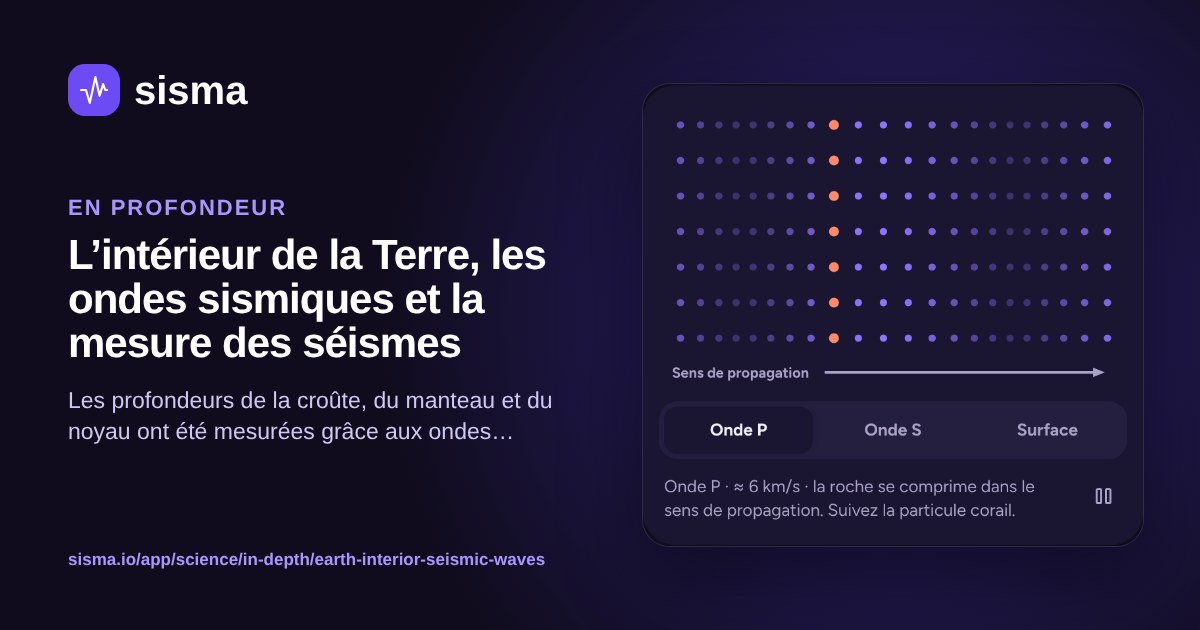 sisma
EN PROFONDEUR
L’intérieur de la Terre, les
ondes sismiques et la
mesure des séismes
Les profondeurs de la croûte, du manteau et du
noyau ont été mesurées grâce aux ondes…
sisma.io/app/science/in-depth/earth-interior-seismic-waves
Sens de propagation
Onde P
Onde S
Surface
Onde P · ≈ 6 km/s · la roche se comprime dans le
sens de propagation. Suivez la particule corail.